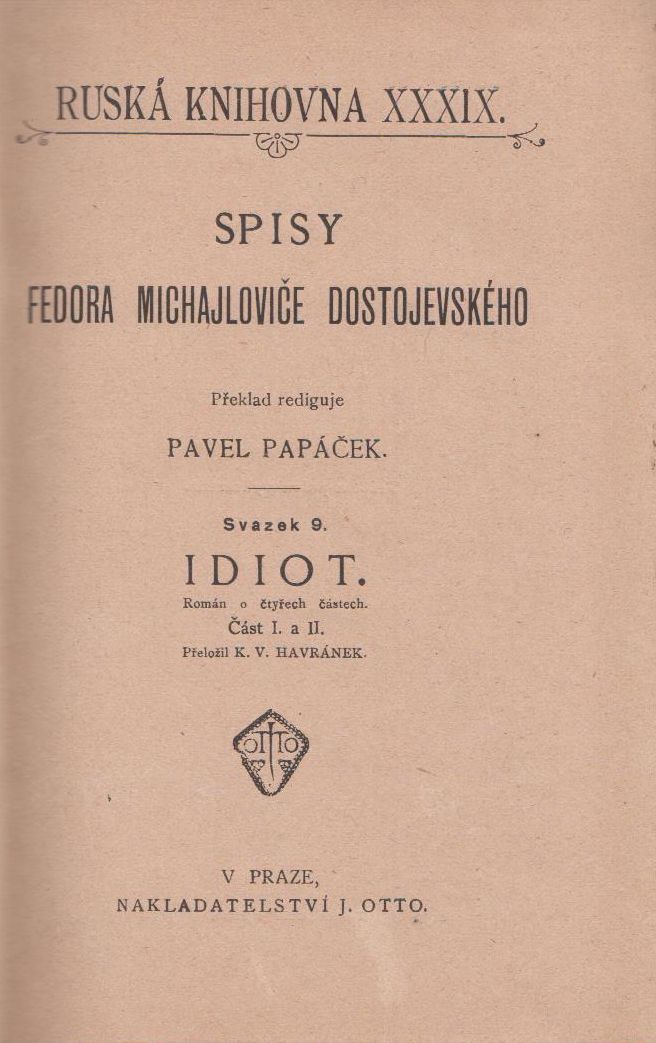 RUSKÁ KNIHOVNA XXXIX.
SPISY
FEDORA MICHAJLOVIČE DOSTOJEVSKÉHO
Překlad rediguje
PAVEL PAPÁČEK.
Svazek 9.
IDIOT.
Román o čtyřech částech.
Část I. a II.
Přeložil K. V. HAVRÁNEK.
OTTO
V PRAZE,
NAKLADATELSTVÍ J. OTTO.